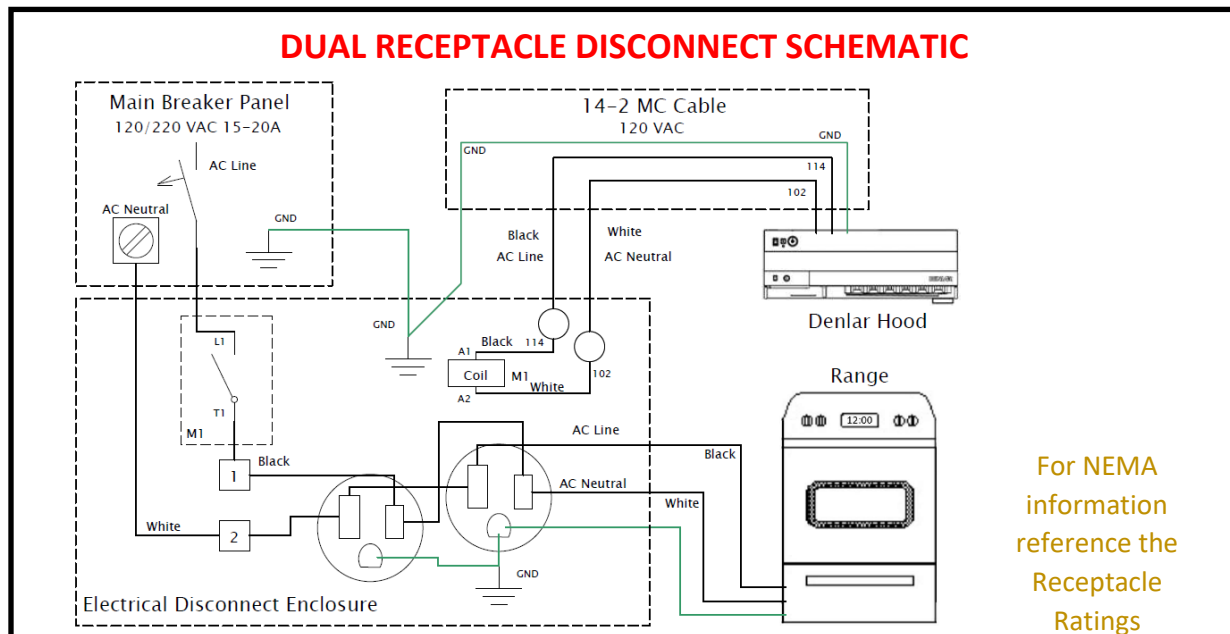 DUAL RECEPTACLE DISCONNECT SCHEMATIC
Main Breaker Panel
120/220 VAC 15-20A
AC Line
AC Neutral
GND
14-2 MC Cable
120 VAC
GND
GND
114
102
Black
AC Line
White
AC Neutral
Denlar Hood
GND
L1
T1
M1
A1
Black
114
Coil
M1
A2
White
102
Range
12:00
AC Line
Black
1
Black
AC Neutral
White
White
2
GND
Electrical Disconnect Enclosure
For NEMA
information
reference the
Receptacle
Ratings